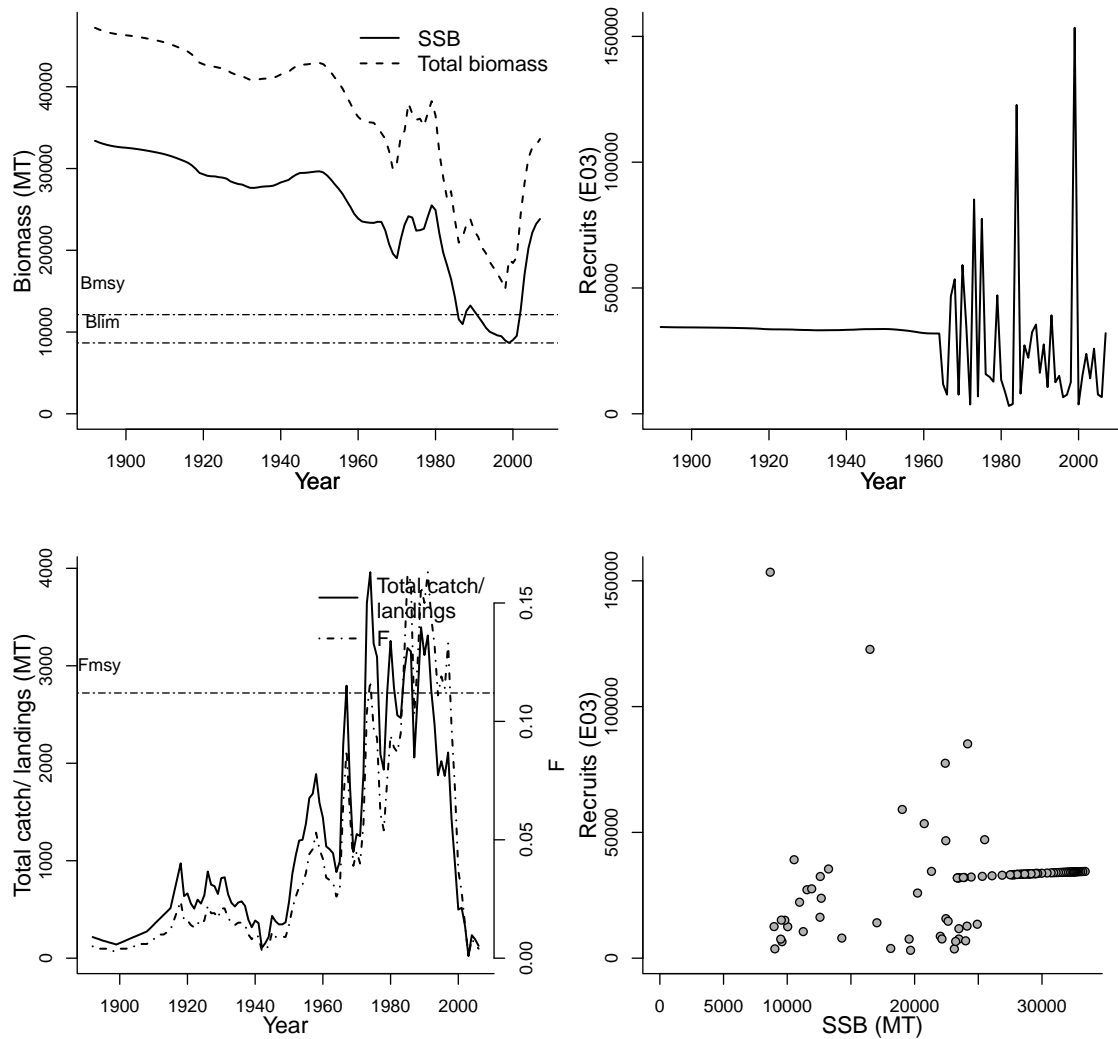 SSB
Total biomass
Biomass (MT)
0 10000 20000 30000 40000
Bmsy
Blim
1900 1920 1940 1960 1980 2000
Year
Recruits (E03)
0 50000 100000 150000
1900 1920 1940 1960 1980 2000
Year
Total catch/ landings (MT)
0 1000 2000 3000 4000
Total catch/
landings
F
Fmsy
0.00 0.05 0.10 0.15
F
1900 1920 1940 1960 1980 2000
Year
Recruits (E03)
0 50000 100000 150000
0 5000 10000 20000 30000
SSB (MT)